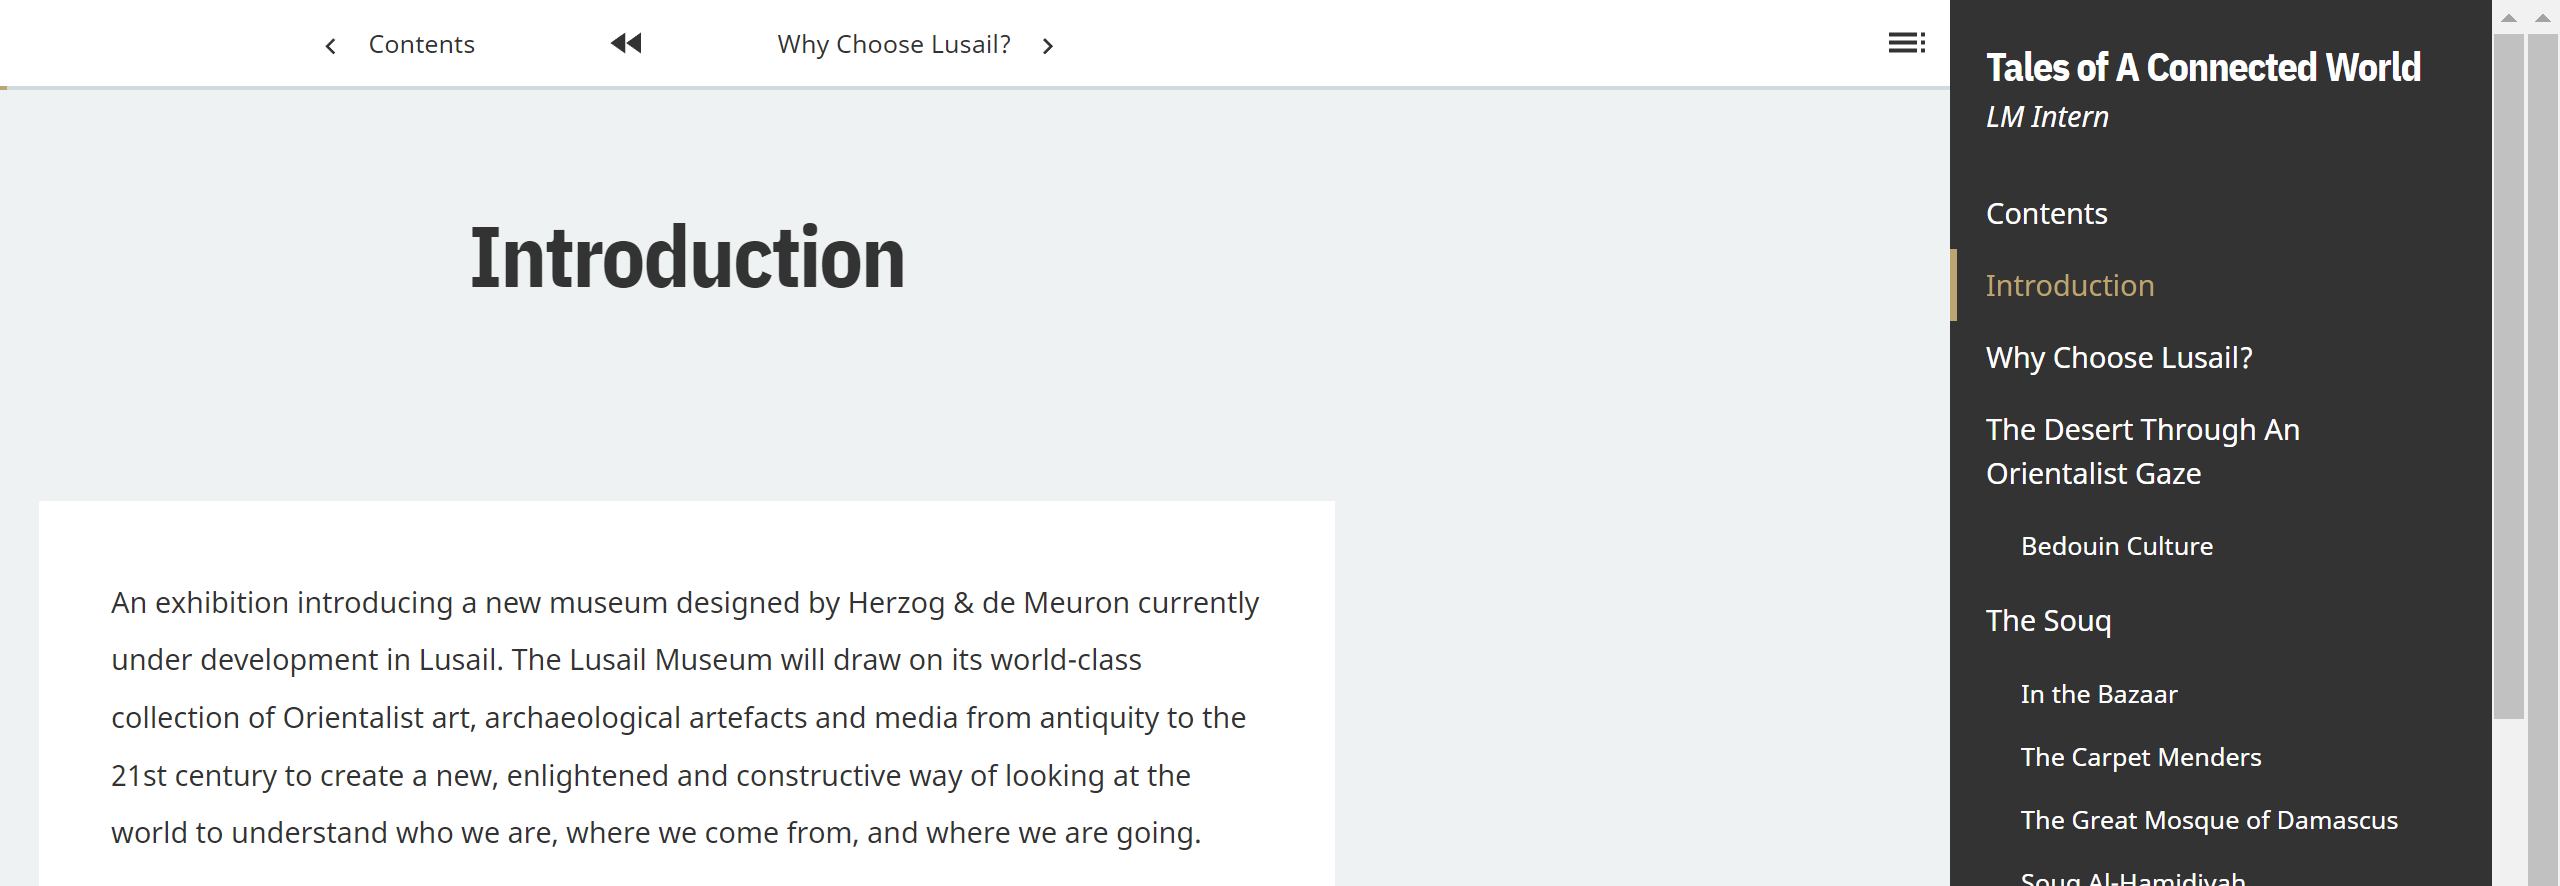 Contents
Why Choose Lusail?
Introduction
An exhibition introducing a new museum designed by Herzog & de Meuron currently
under development in Lusail. The Lusail Museum will draw on its world-class
collection of Orientalist art, archaeological artefacts and media from antiquity to the
21st century to create a new, enlightened and constructive way of looking at the
world to understand who we are, where we come from, and where we are going.
Tales of A Connected World
LM Intern
Contents
Introduction
Why Choose Lusail?
The Desert Through An
Orientalist Gaze
Bedouin Culture
The Souq
In the Bazaar
The Carpet Menders
The Great Mosque of Damascus
Souq Al-Hamidiyah